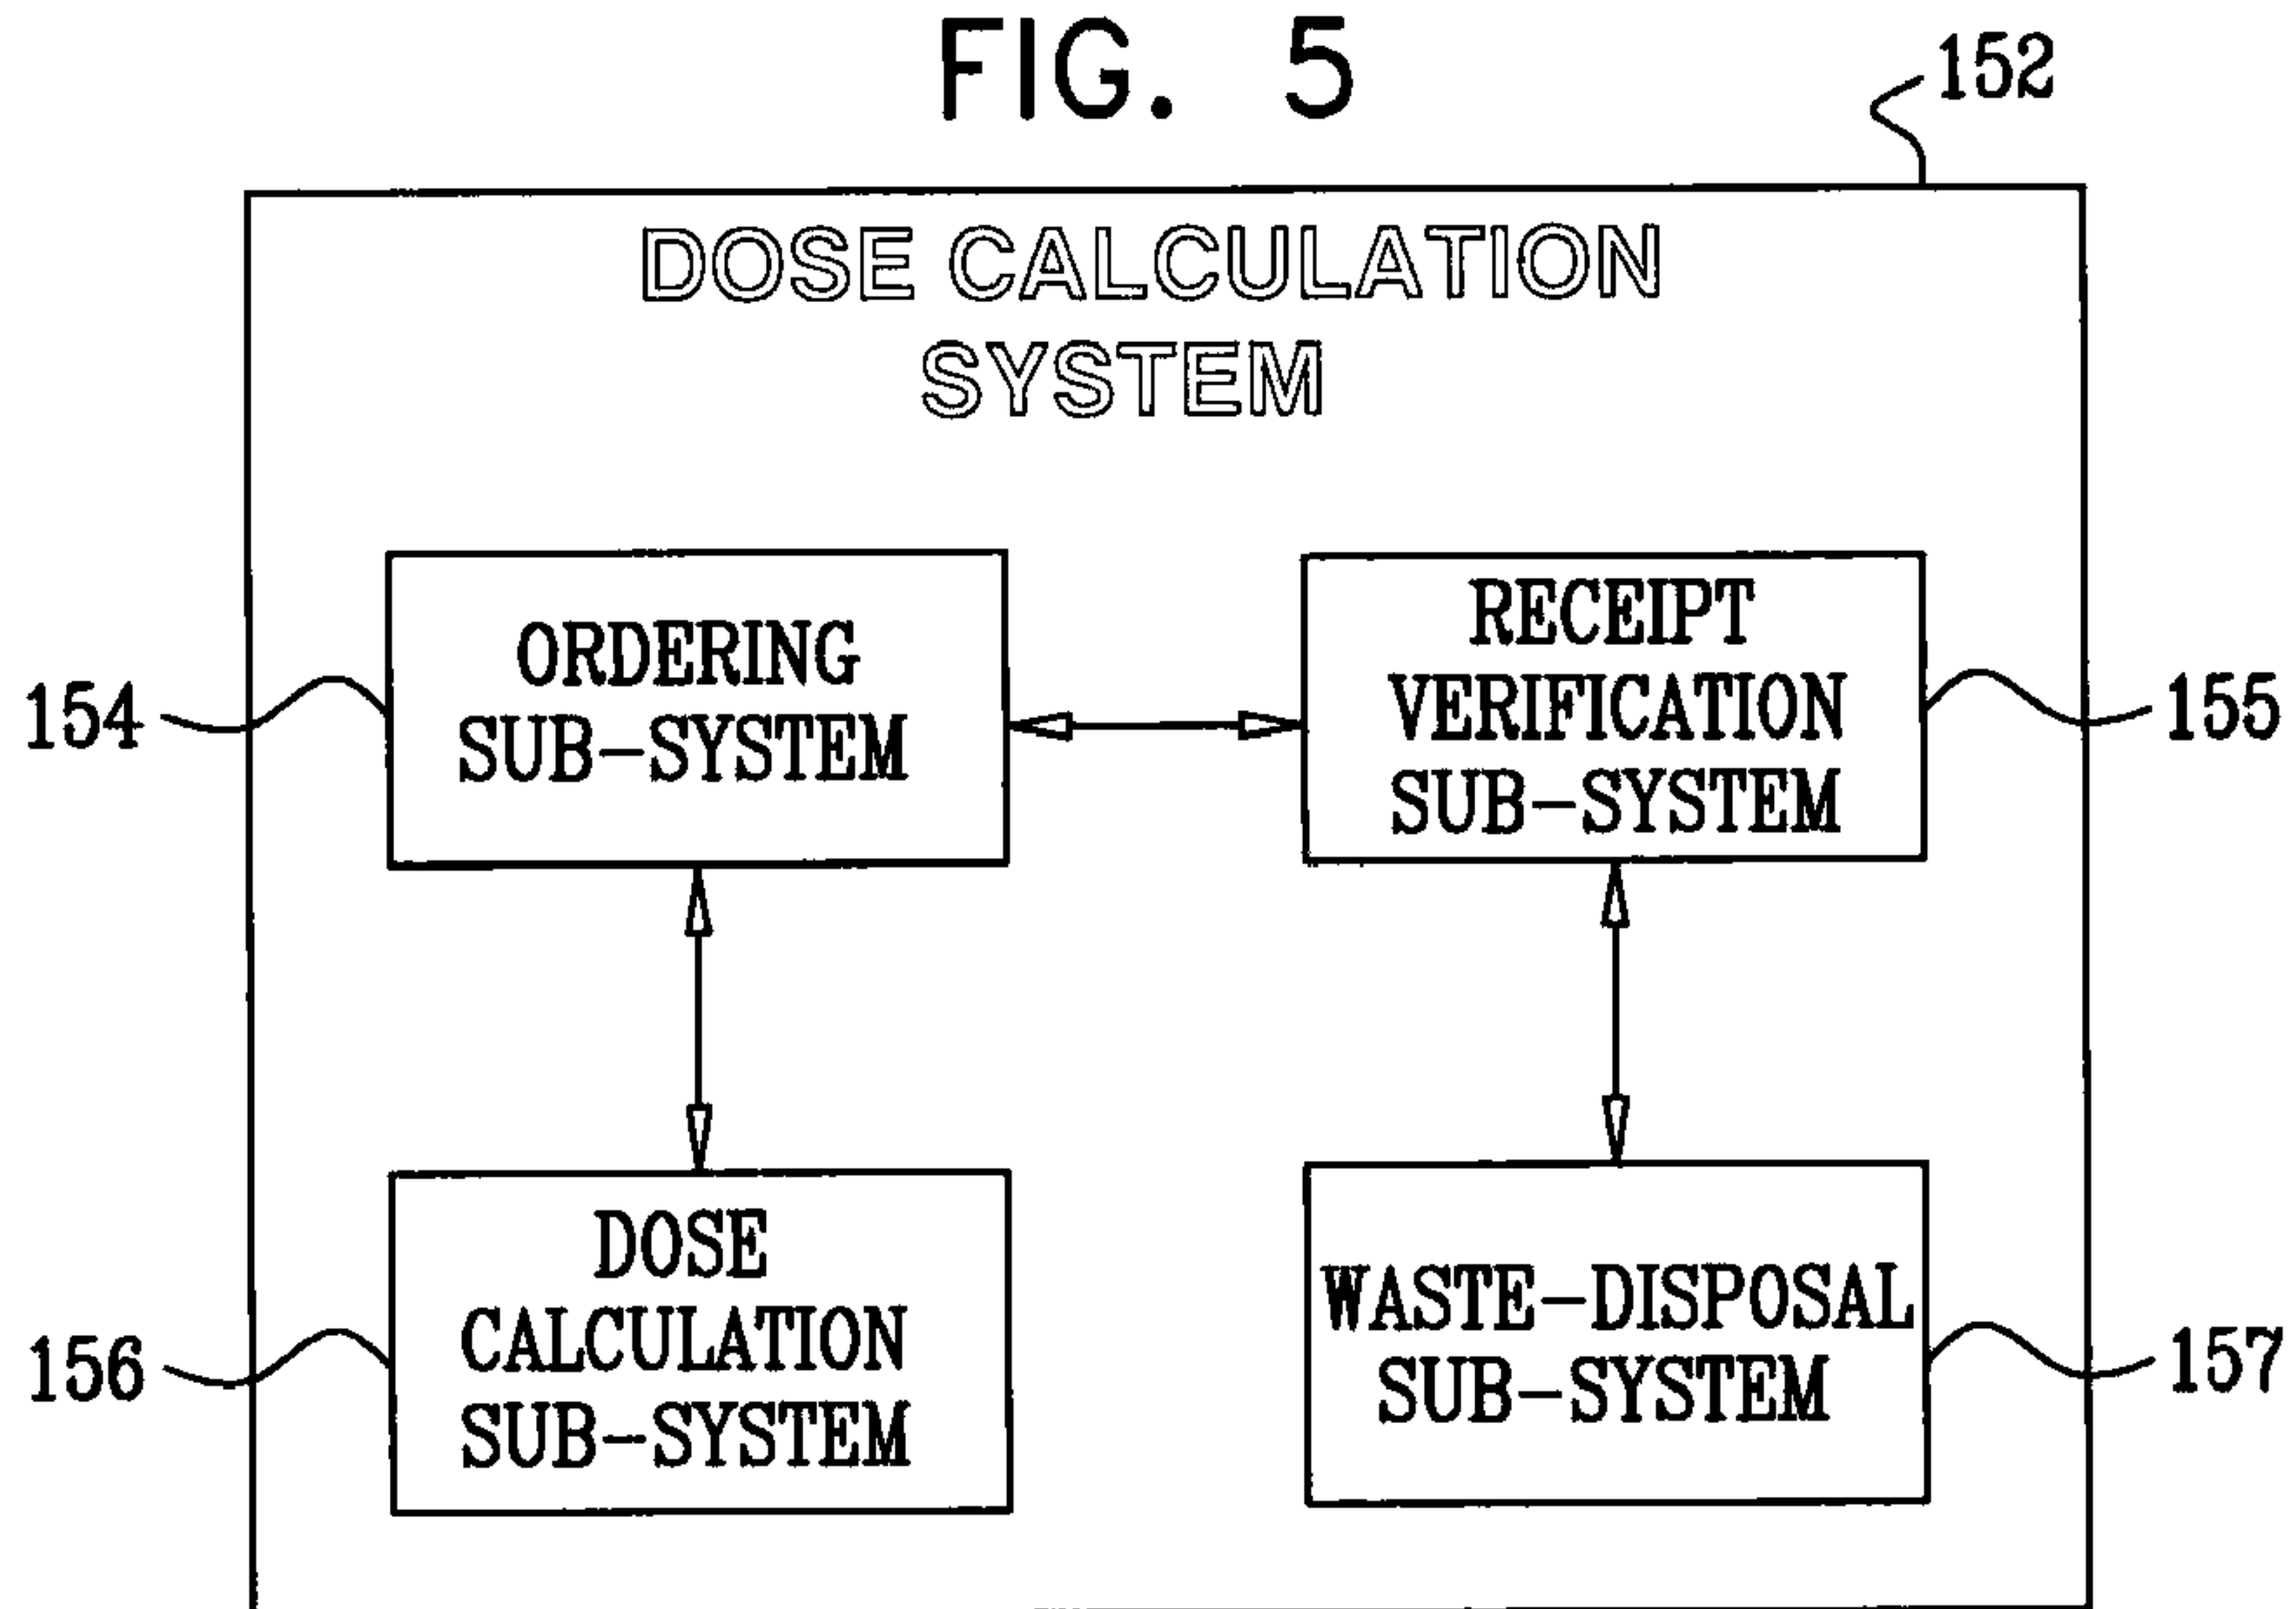 FIG. 5
152
DOSE CALCULATION
SYSTEM
ORDERING
SUB-SYSTEM
154
RECEIPT
VERIFICATION
SUB-SYSTEM
155
DOSE
CALCULATION
SUB-SYSTEM
156
WASTE-DISPOSAL
SUB-SYSTEM
157